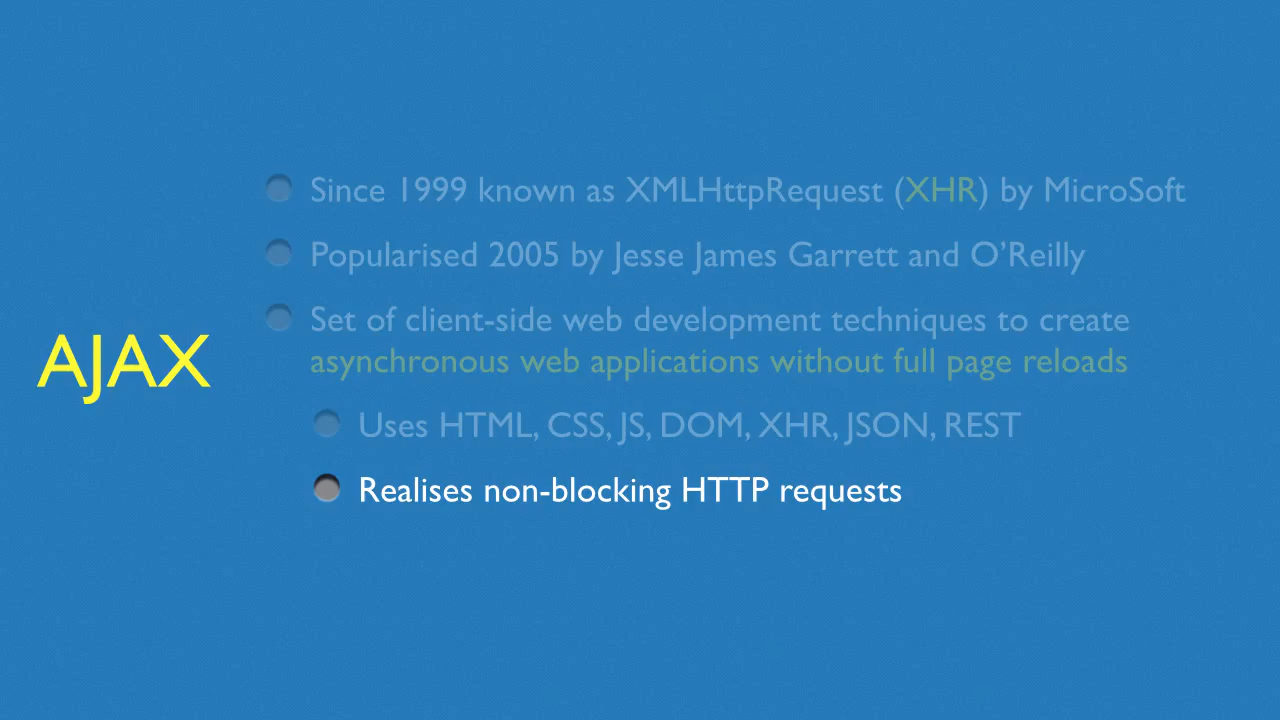 AJAX
Since 1999 known as XMLHttpRequest (XHR) by MicroSoft
Popularised 2005 by Jesse James Garrett and O’Reilly
Set of client-side web development techniques to create
asynchronous web applications without full page reloads
Uses HTML, CSS, JS, DOM, XHR, JSON, REST
Realises non-blocking HTTP requests